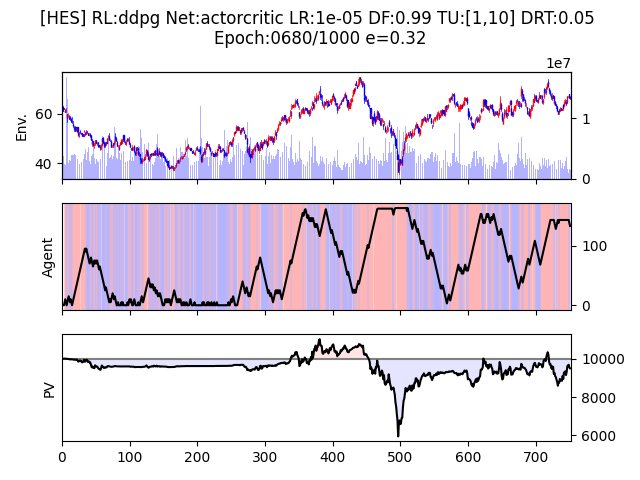 [HES] RL:ddpg Net:actorcritic LR:1e-05 DF:0.99 TU:[1,10] DRT:0.05
Epoch:0680/1000 e=0.32
1e7
Env.
60
40
1
0
Agent
100
0
PV
10000
8000
6000
0 100 200 300 400 500 600 700